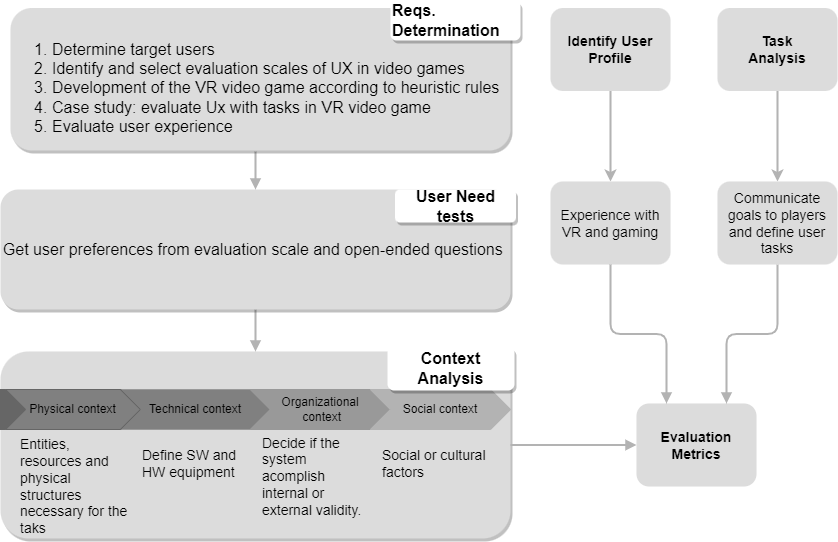 Reqs.
Determination
1. Determine target users
2. Identify and select evaluation scales of UX in video games
3. Development of the VR video game according to heuristic rules
4. Case study: evaluate Ux with tasks in VR video game
5. Evaluate user experience
User Need
tests
Get user preferences from evaluation scale and open-ended questions
Context
Analysis
Physical context
Technical context
Organizational
context
Social context
Entities,
resources and
physical
structures
necessary for the
taks
Define SW and
HW equipment
Decide if the
system
acomplish
internal or
external validity.
Social or cultural
factors
Identify User
Profile
Experience with
VR and gaming
Task
Analysis
Communicate
goals to players
and define user
tasks
Evaluation
Metrics